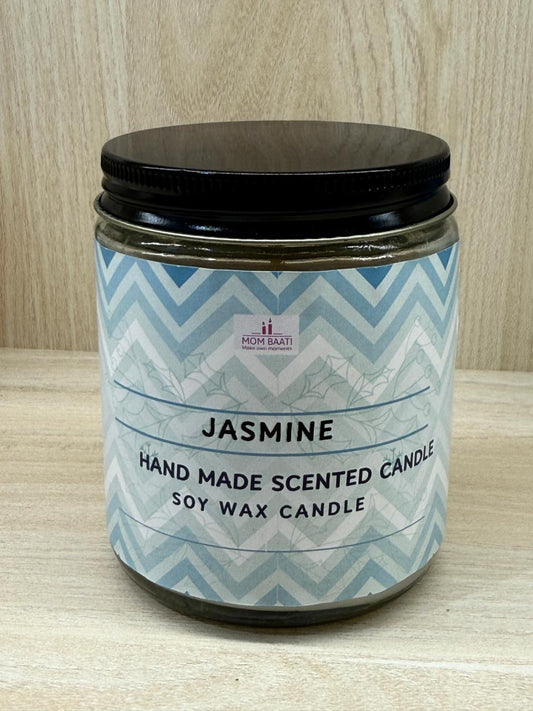 MOM BAATI
Make own moments
JASMINE
HAND MADE SCENTED CANDLE
SOY WAX CANDLE